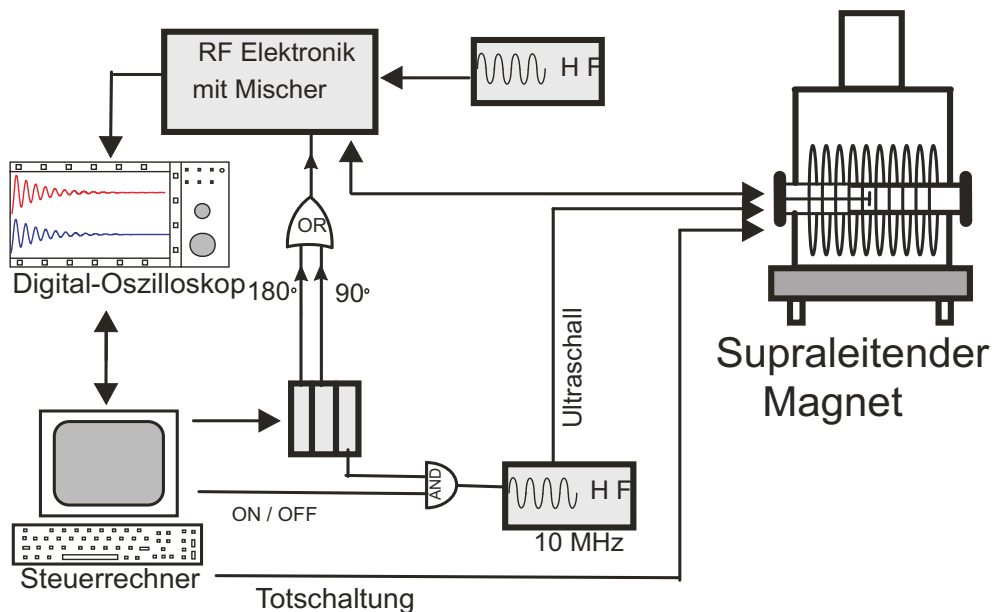 RF Elektronik
mit Mischer
H F
OR
Digital-Oszilloskop
180°
90°
Ultraschall
Supraleitender
Magnet
AND
H F
ON / OFF
10 MHz
Steuerrechner
Totschaltung